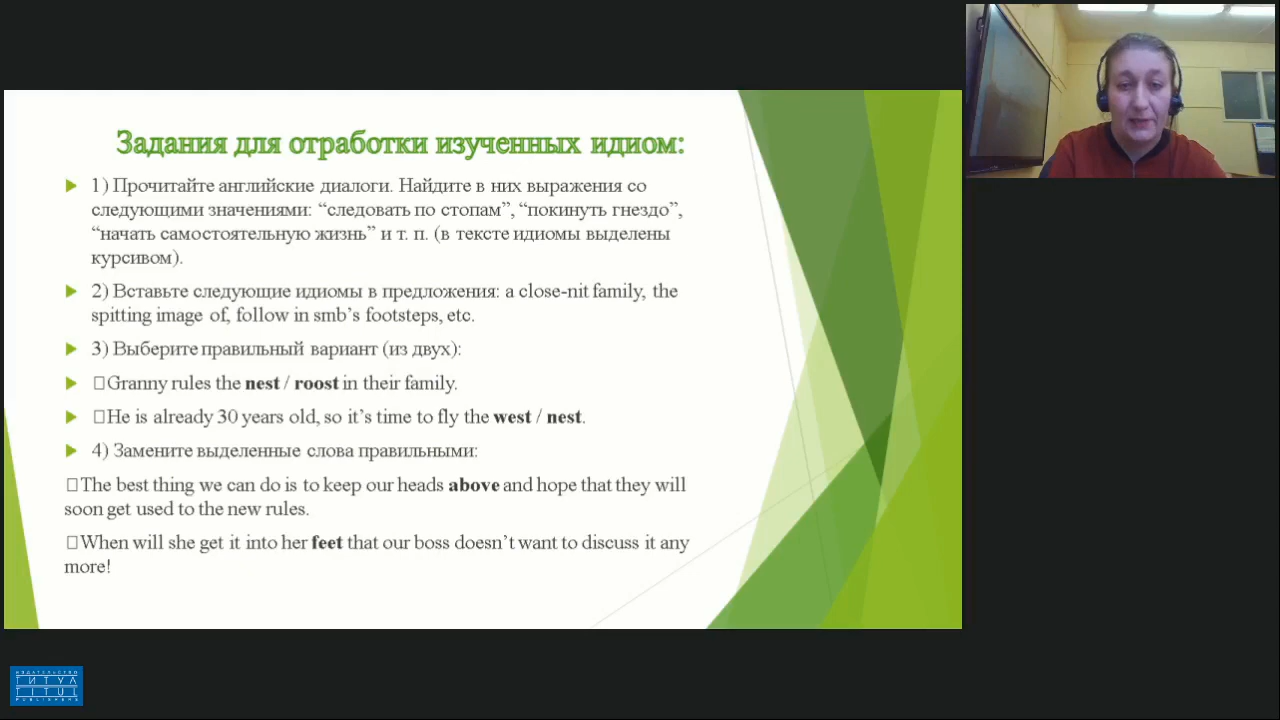 Задания для отработки изученных идиом:
1) Прочитайте английские диалоги. Найдите в них выражения со
следующими значениями: “следовать по стопам”, “покинуть гнездо”,
“начать самостоятельную жизнь” и т. п. (в тексте идиомы выделены
курсивом).
2) Вставьте следующие идиомы в предложения: a close-nit family, the
spitting image of, follow in smb’s footsteps, etc.
3) Выберите правильный вариант (из двух):
Granny rules the nest / roost in their family.
He is already 30 years old, so it’s time to fly the west / nest.
4) Замените выделенные слова правильными:
The best thing we can do is to keep our heads above and hope that they will
soon get used to the new rules.
When will she get it into her feet that our boss doesn’t want to discuss it any
more!
ИЗДАТЕЛЬСТВО
ТИТУЛ
TITUL
PUBLISHERS